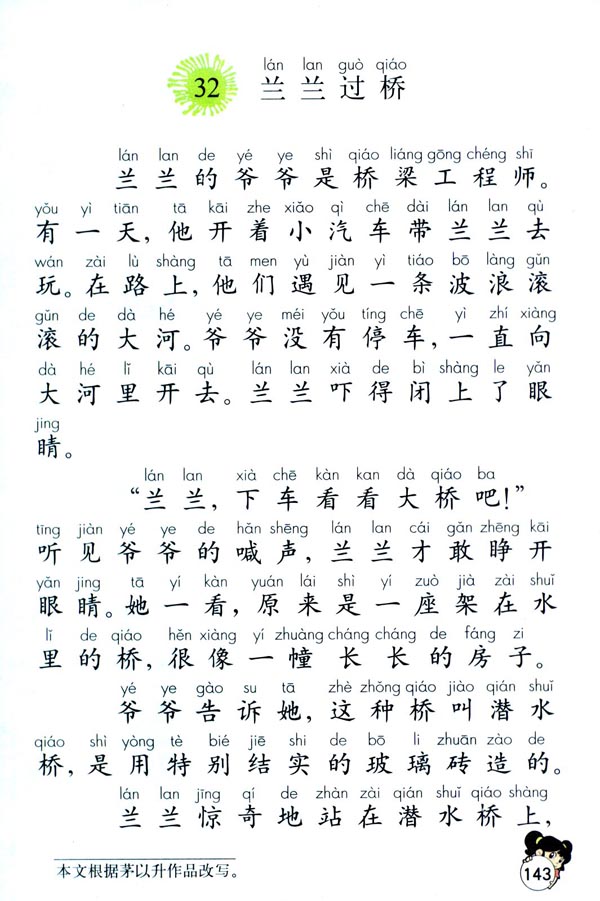 32
lán lan guò qiáo
兰兰过桥
lán lan de yé ye shì qiáo liáng gōng chéng shī
兰兰的爷爷是桥梁工程师。
yǒu yì tiān tā kāi zhe xiǎo qì chē dài lán lan qù
有一天,他开着小汽车带兰兰去
wán zài lù shàng tā men yù jiàn yì tiáo bō làng gǔn
玩。在路上,他们遇见一条波浪滚
gǔn de dà hé yé ye méi yǒu tíng chē yì zhí xiàng
滚的大河。爷爷没有停车,一直向
dà hé lǐ kāi qù lán lan xià de bì shàng le yǎn
大河里开去。兰兰吓得闭上了眼
jing
睛。
lán lan xià chē kàn kan dà qiáo ba
“兰兰,下车看看大桥吧!”
tīng jiàn yé ye de hǎn shēng lán lan cái gǎn zhēng kāi
听见爷爷的喊声,兰兰才敢睁开
yǎn jing tā yí kàn yuán lái shì yí zuò jià zài shuǐ
眼睛。她一看,原来是一座架在水
lǐ de qiáo hěn xiàng yí zhuàng cháng cháng de fáng zi
里的桥,很像一幢长长的房子。
yé ye gào su tā zhè zhǒng qiáo jiào qián shuǐ
爷爷告诉她,这种桥叫潜水
qiáo shì yòng tè bié jiē shi de bō li zhuān zào de
桥,是用特别结实的玻璃砖造的。
lán lan jīng qí de zhàn zài qián shuǐ qiáo shàng
兰兰惊奇地站在潜水桥上,
本文根据茅以升作品改写。
143